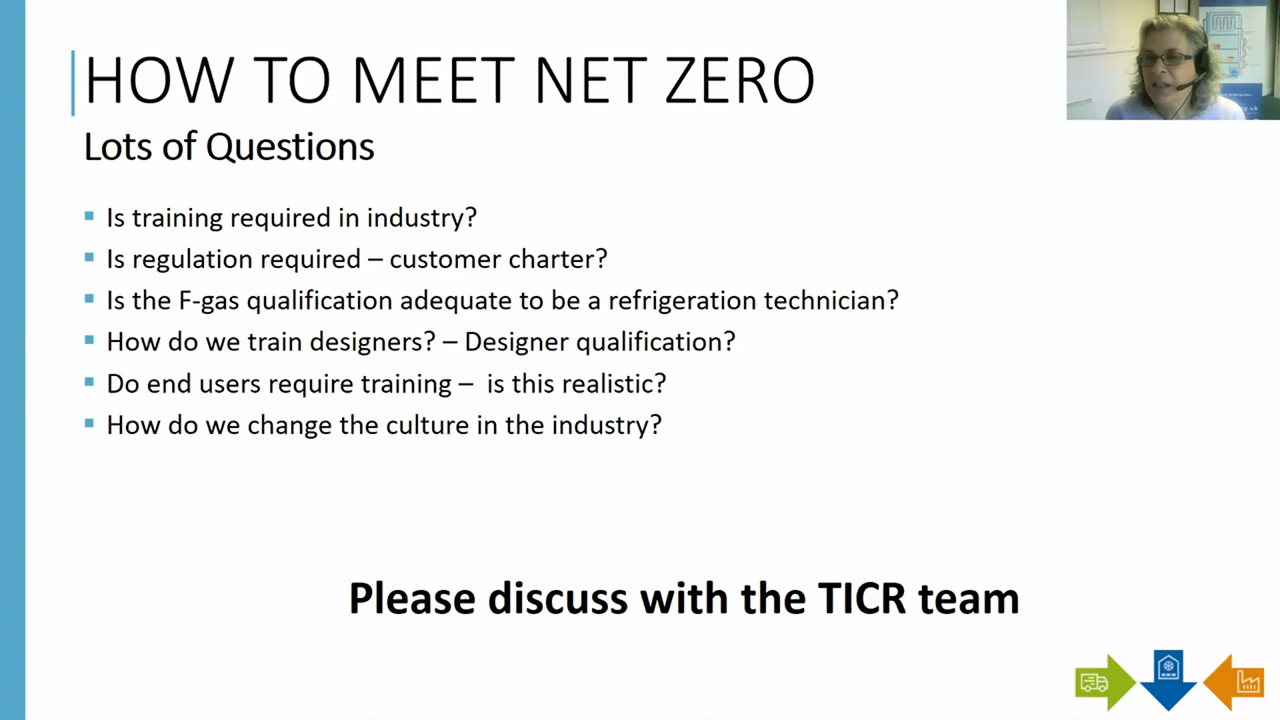 HOW TO MEET NET ZERO
Lots of Questions
Is training required in industry?
Is regulation required – customer charter?
Is the F-gas qualification adequate to be a refrigeration technician?
How do we train designers? – Designer qualification?
Do end users require training – is this realistic?
How do we change the culture in the industry?
Please discuss with the TICR team